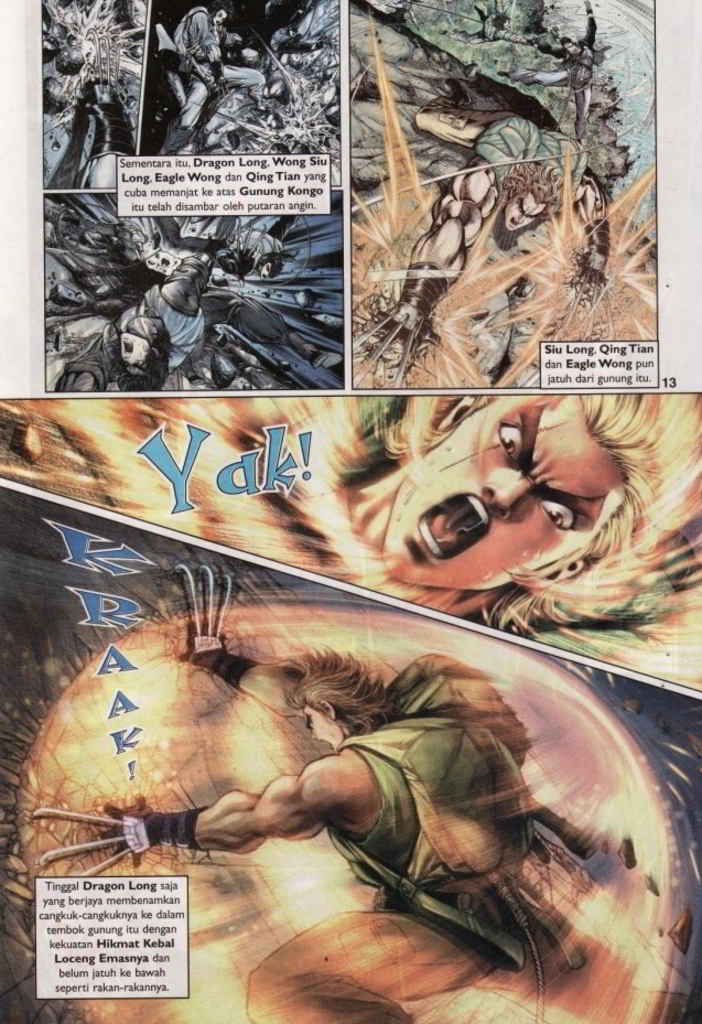 Sementara itu, Dragon Long, Wong Siu
Long, Eagle Wong dan Qing Tian yang
cuba memanjat ke atas Gunung Kongo
itu telah disambar oleh putaran angin.
Siu Long, Qing Tian
dan Eagle Wong pun
jatuh dari gunung itu.
13
Yak!
KRAAAK!
Tinggal Dragon Long saja
yang berjaya membenamkan
cangkuk-cangkuknya ke dalam
tembok gunung itu dengan
kekuatan Hikmat Kebal
Loceng Emasnya dan
belum jatuh ke bawah
seperti rakan-rakannya.